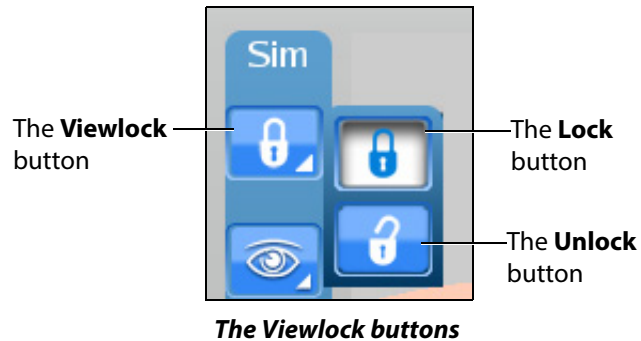 Sim
The Viewlock
button
The Lock
button
The Unlock
button
The Viewlock buttons